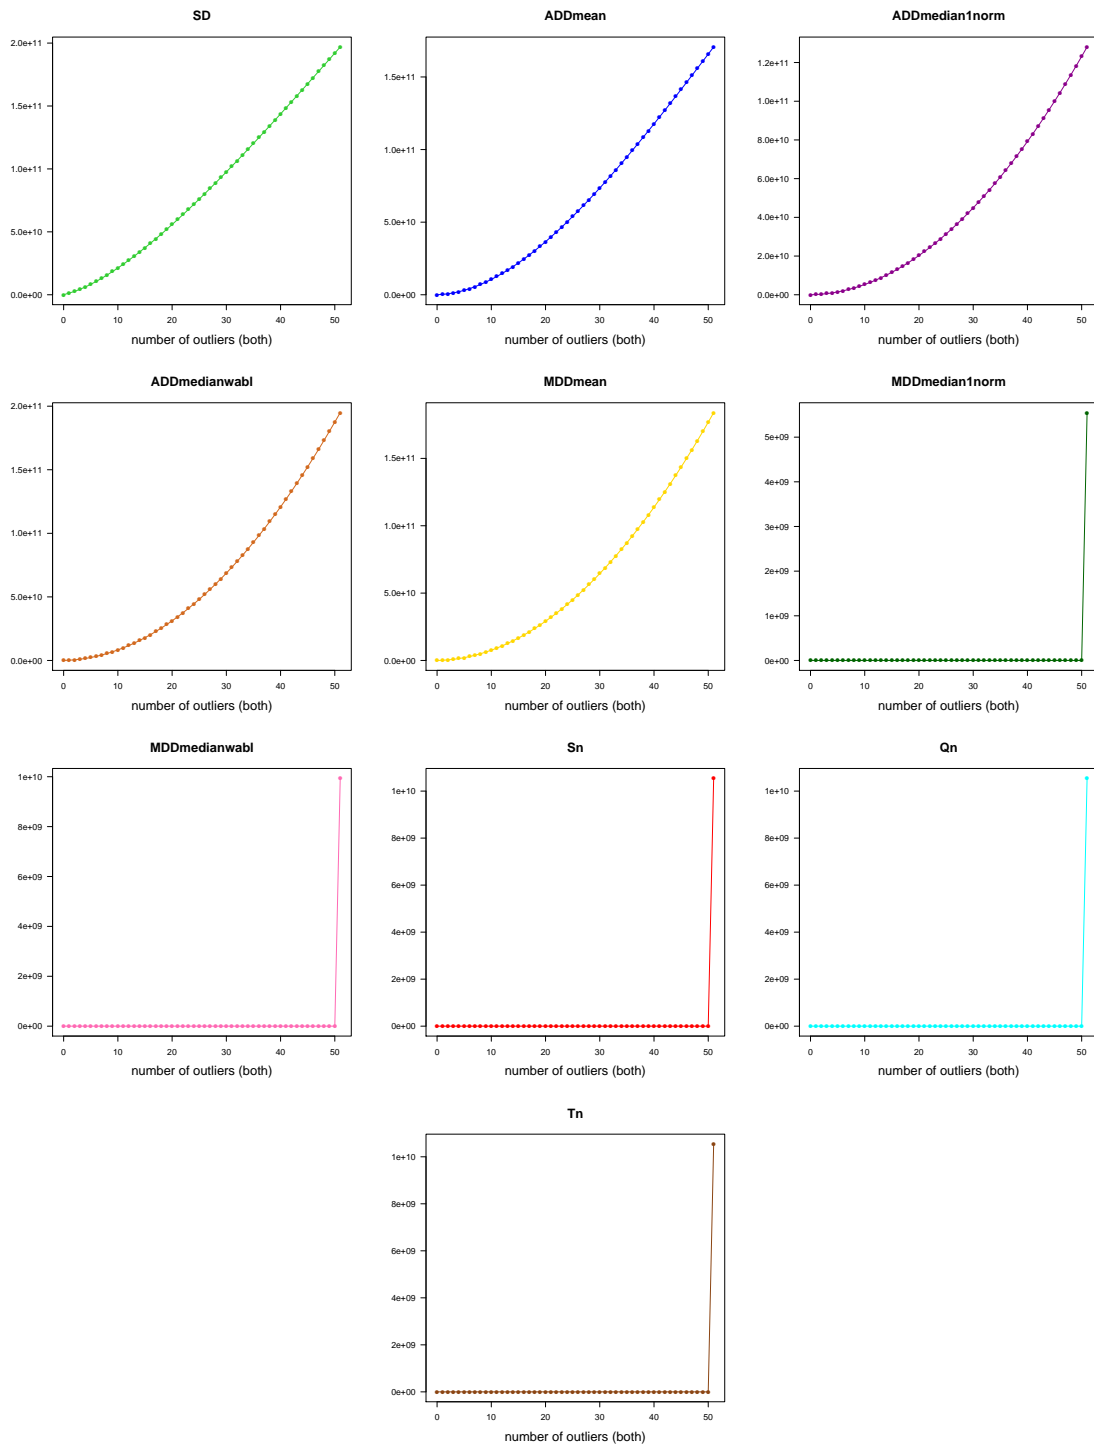 SD
ADDmean
ADDmedian1norm
2.0e+11
1.5e+11
1.0e+11
5.0e+10
0.0e+00
1.5e+11
1.0e+11
5.0e+10
0.0e+00
1.2e+11
1.0e+11
8.0e+10
6.0e+10
4.0e+10
2.0e+10
0.0e+00
0 10 20 30 40 50
0 10 20 30 40 50
0 10 20 30 40 50
number of outliers (both)
number of outliers (both)
number of outliers (both)
ADDmedianwabl
MDDmean
MDDmedian1norm
2.0e+11
1.5e+11
1.0e+11
5.0e+10
0.0e+00
1.5e+11
1.0e+11
5.0e+10
0.0e+00
5e+09
4e+09
3e+09
2e+09
1e+09
0e+00
0 10 20 30 40 50
0 10 20 30 40 50
0 10 20 30 40 50
number of outliers (both)
number of outliers (both)
number of outliers (both)
MDDmedianwabl
Sn
Qn
1e+10
8e+09
6e+09
4e+09
2e+09
0e+00
1e+10
8e+09
6e+09
4e+09
2e+09
0e+00
1e+10
8e+09
6e+09
4e+09
2e+09
0e+00
0 10 20 30 40 50
0 10 20 30 40 50
0 10 20 30 40 50
number of outliers (both)
number of outliers (both)
number of outliers (both)
Tn
1e+10
8e+09
6e+09
4e+09
2e+09
0e+00
0 10 20 30 40 50
number of outliers (both)